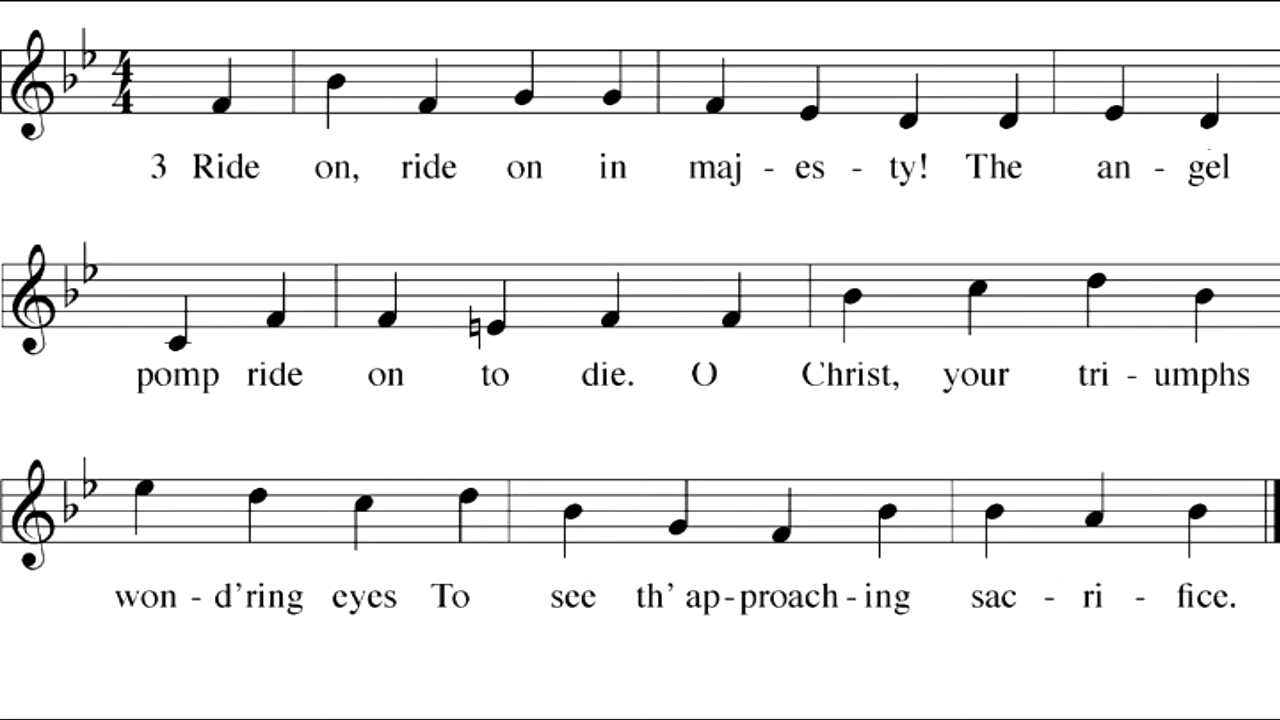 3 Ride on, ride on in maj - es - ty! The an - gel
pomp ride on to die. O Christ, your tri - umphs
won - d’ring eyes To see th’ ap - proach - ing sac - ri - fice.